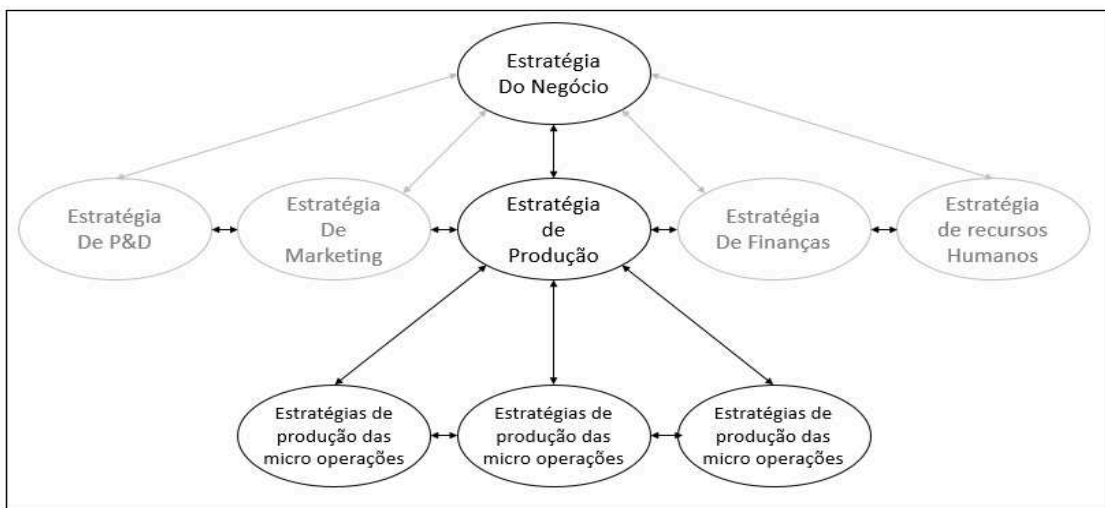 Estratégia
Do Negócio
Estratégia
De P&D
Estratégia
De
Marketing
Estratégia
de
Produção
Estratégia
De Finanças
Estratégia
de recursos
Humanos
Estratégias de
produção das
micro operações
Estratégias de
produção das
micro operações
Estratégias de
produção das
micro operações